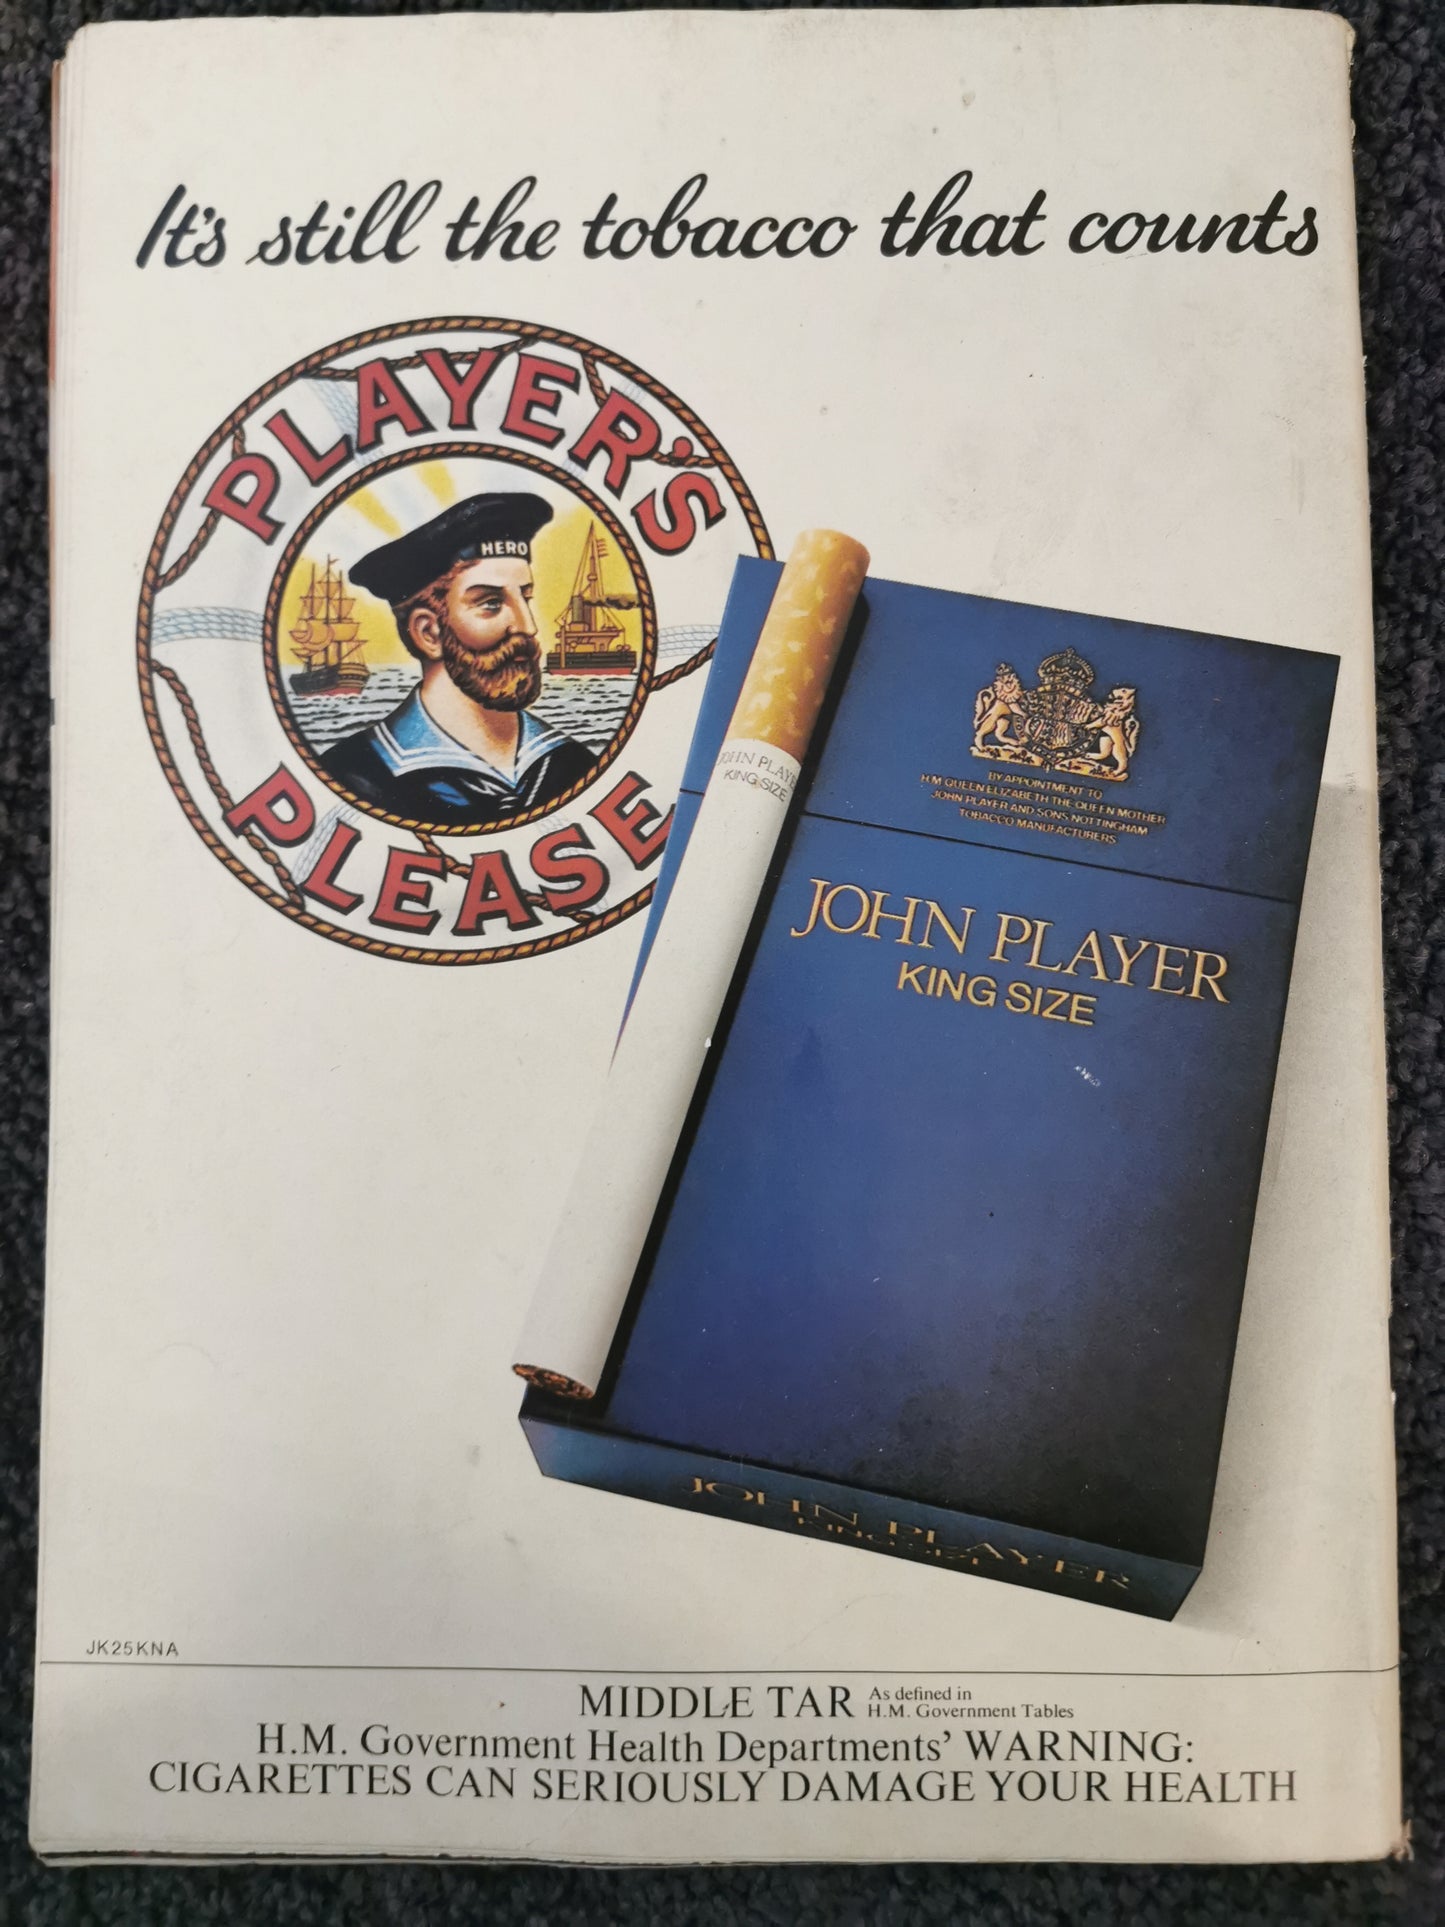 It's still the tobacco that counts
PLAYER'S
HERO
PLEASE
JOHN PLAYER
KING SIZE
BY APPOINTMENT TO
H.M. QUEEN ELIZABETH THE QUEEN MOTHER
JOHN PLAYER AND SONS NOTTINGHAM
TOBACCO MANUFACTURERS
JOHN PLAYER
KING SIZE
JOHN PLAYER
KING SIZE
JK25KNA
MIDDLE TAR As defined in
H.M. Government Tables
H.M. Government Health Departments' WARNING:
CIGARETTES CAN SERIOUSLY DAMAGE YOUR HEALTH